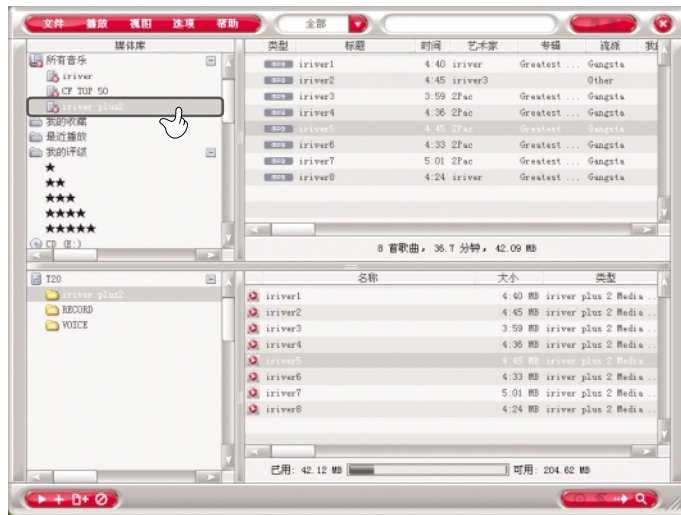 文件 播放 视图 选项 帮助 全部
媒体库
所有音乐
iriver
CF TOP 50
iriver plus2
我的收藏
最近播放
我的评级
★
★★
★★★
★★★★
★★★★★
CD (E:)
类型 标题 时间 艺术家 专辑 流派
mp3 iriver1 4:40 iriver Greatest ... Gangsta
mp3 iriver2 4:45 iriver3 Other
mp3 iriver3 3:59 2Pac Greatest ... Gangsta
mp3 iriver4 4:36 2Pac Greatest ... Gangsta
mp3 iriver5 4:45 2Pac Greatest ... Gangsta
mp3 iriver6 4:33 2Pac Greatest ... Gangsta
mp3 iriver7 5:01 2Pac Greatest ... Gangsta
mp3 iriver8 4:24 iriver Greatest ... Gangsta
8 首歌曲, 36.7 分钟, 42.09 MB
T20
iriver plus2
RECORD
VOICE
名称 大小 类型
iriver1 4:40 MB iriver plus 2 Media ...
iriver2 4:45 MB iriver plus 2 Media ...
iriver3 3:59 MB iriver plus 2 Media ...
iriver4 4:36 MB iriver plus 2 Media ...
iriver5 4:45 MB iriver plus 2 Media ...
iriver6 4:33 MB iriver plus 2 Media ...
iriver7 5:01 MB iriver plus 2 Media ...
iriver8 4:24 MB iriver plus 2 Media ...
已用: 42.12 MB 可用: 204.62 MB